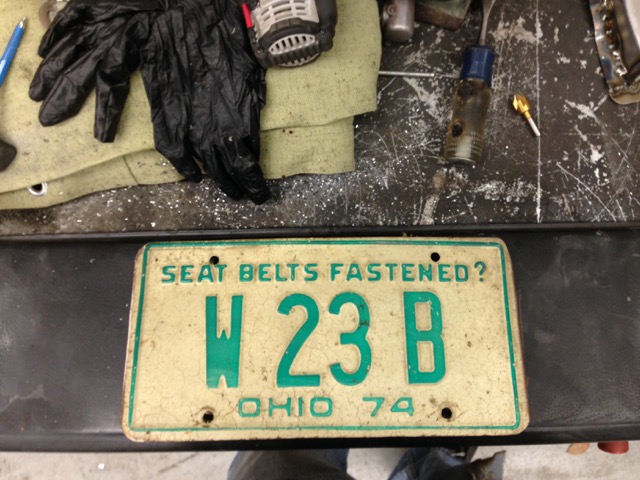 SEAT BELTS FASTENED?
W 23 B
OHIO 74